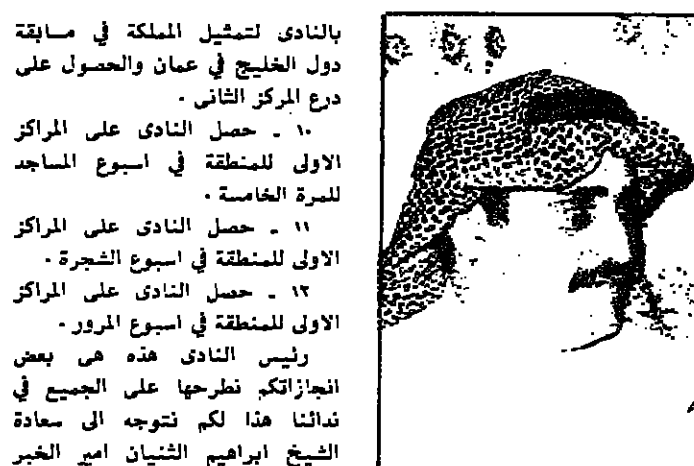 بالنادى لتمثيل المملكة في مسابقة
دول الخليج في عمان والحصول على
درع المركز الثانى .
١٠ ـ حصل النادى على المراكز
الاولى للمنطقة في اسبوع المساجد
للمرة الخامسة .
١١ ـ حصل النادى على المراكز
الاولى للمنطقة في اسبوع الشجرة .
١٢ ـ حصل النادى على المراكز
الاولى للمنطقة في اسبوع المرور .
رئيس النادى هذه هى بعض
انجازاتكم نطرحها على الجميع في
ندائنا هذا لكم نتوجه الى سعادة
الشيخ ابراهيم الثنيان امير الخبر